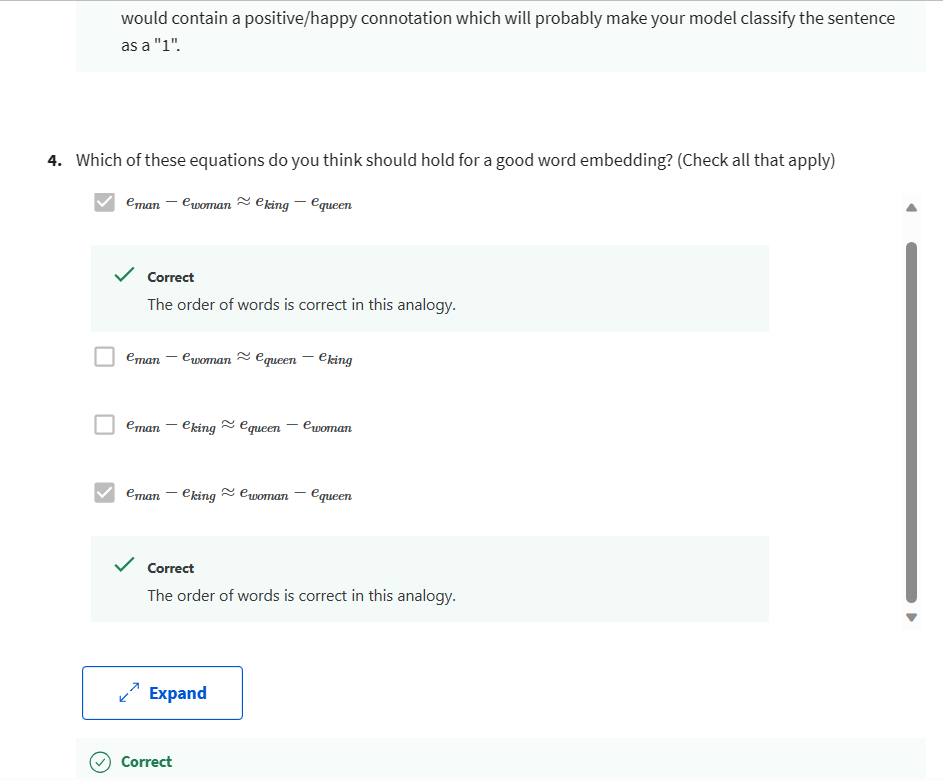 would contain a positive/happy connotation which will probably make your model classify the sentence
as a "1".
4. Which of these equations do you think should hold for a good word embedding? (Check all that apply)
e_man − e_woman ≈ e_king − e_queen
Correct
The order of words is correct in this analogy.
e_man − e_woman ≈ e_queen − e_king
e_man − e_king ≈ e_queen − e_woman
e_man − e_king ≈ e_woman − e_queen
Correct
The order of words is correct in this analogy.
Expand
Correct